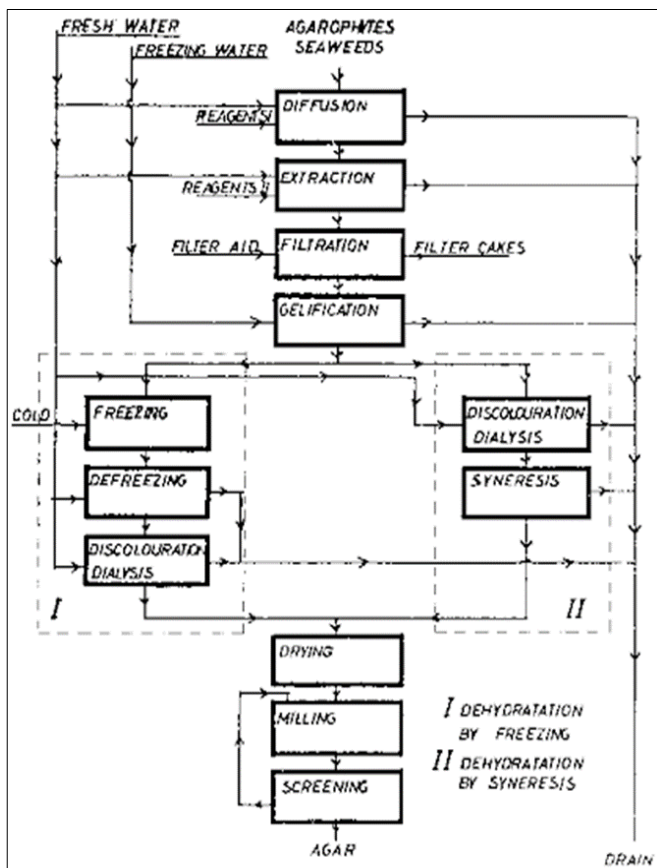 FRESH WATER
FREEZING WATER
AGAROPHITES
SEAWEEDS
DIFFUSION
REAGENTS I
EXTRACTION
REAGENTS II
FILTER AID
FILTRATION
FILTER CAKES
GELIFICATION
COLD
FREEZING
DISCOLOURATION
DIALYSIS
DEFREEZING
SYNERESIS
DISCOLOURATION
DIALYSIS
I
II
DRYING
MILLING
I DEHYDRATATION
BY FREEZING
II DEHYDRATATION
BY SYNERESIS
SCREENING
AGAR
DRAIN